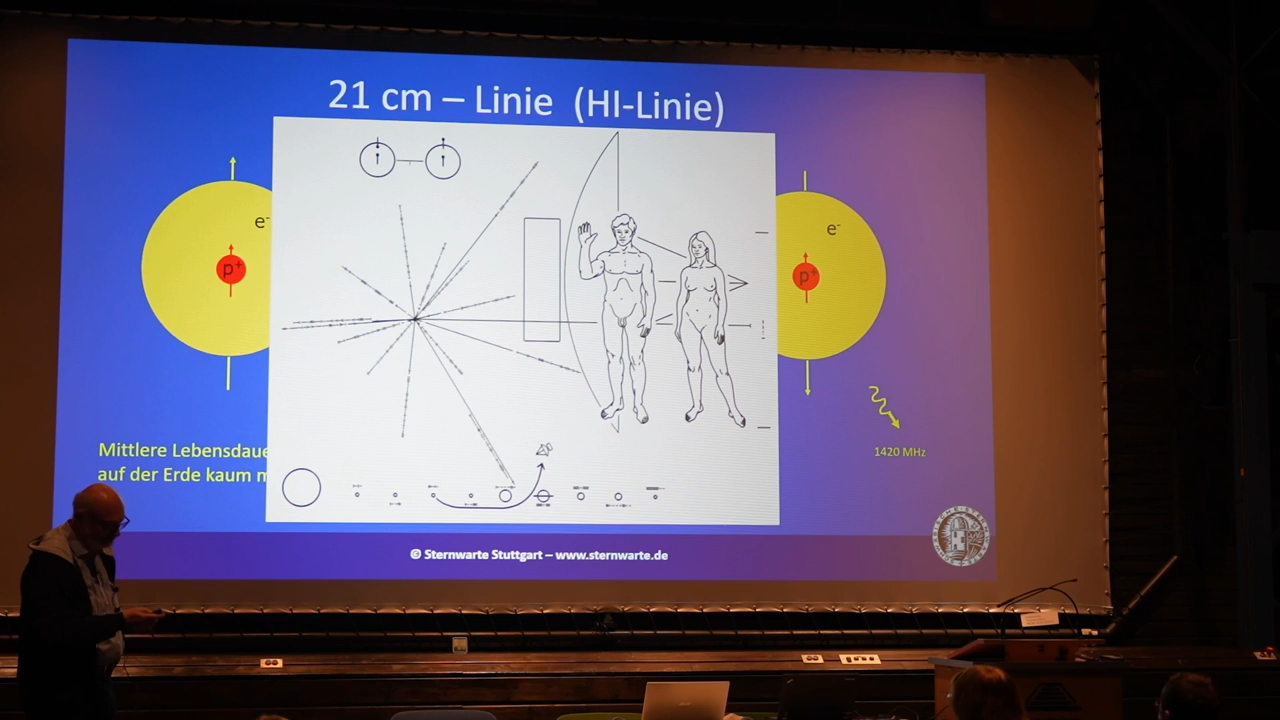 21 cm – Linie (HI-Linie)
e-
p+
e-
p+
1420 MHz
Mittlere Lebensdaue
auf der Erde kaum
© Sternwarte Stuttgart – www.sternwarte.de